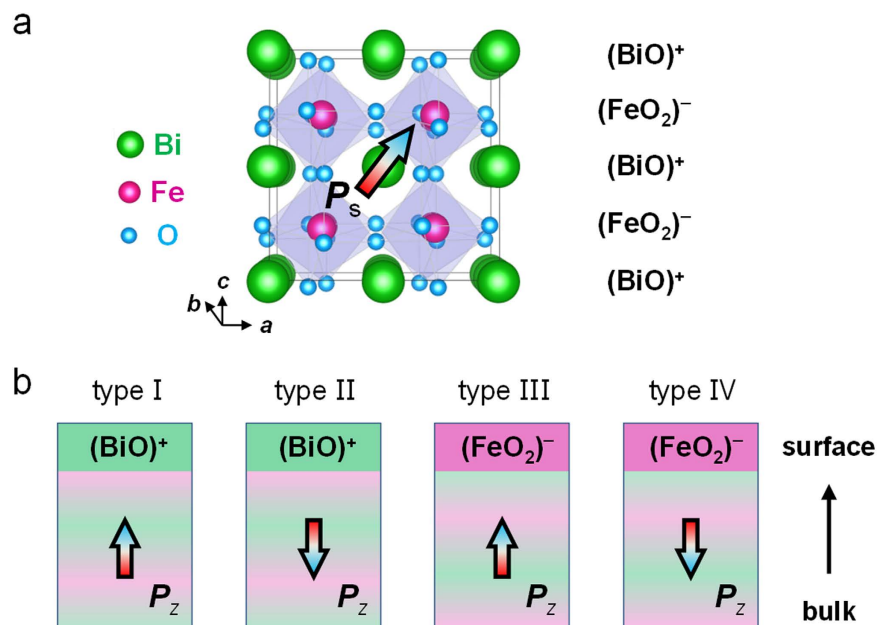 a
(BiO)⁺
(FeO₂)⁻
Bi
(BiO)⁺
Fe
Pₛ
O
(FeO₂)⁻
(BiO)⁺
c
b
a
b
type I
type II
type III
type IV
(BiO)⁺
(BiO)⁺
(FeO₂)⁻
(FeO₂)⁻
surface
P_Z
P_Z
P_Z
P_Z
bulk